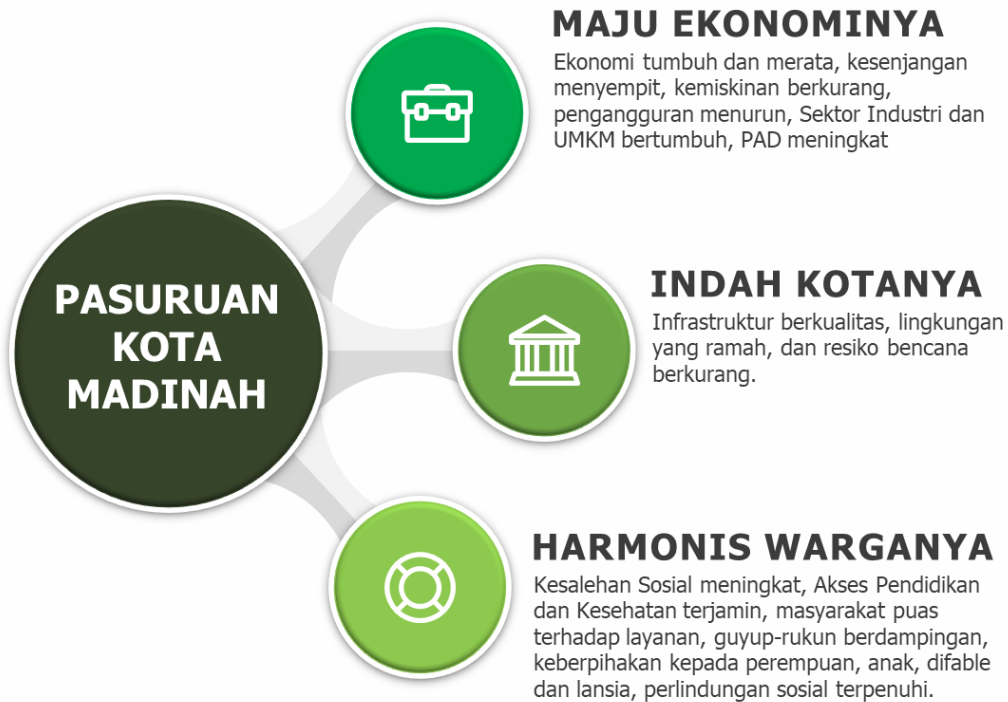 PASURUAN
KOTA
MADINAH
MAJU EKONOMINYA
Ekonomi tumbuh dan merata, kesenjangan
menyempit, kemiskinan berkurang,
pengangguran menurun, Sektor Industri dan
UMKM bertumbuh, PAD meningkat
INDAH KOTANYA
Infrastruktur berkualitas, lingkungan
yang ramah, dan resiko bencana
berkurang.
HARMONIS WARGANYA
Kesalehan Sosial meningkat, Akses Pendidikan
dan Kesehatan terjamin, masyarakat puas
terhadap layanan, guyup-rukun berdampingan,
keberpihakan kepada perempuan, anak, difable
dan lansia, perlindungan sosial terpenuhi.